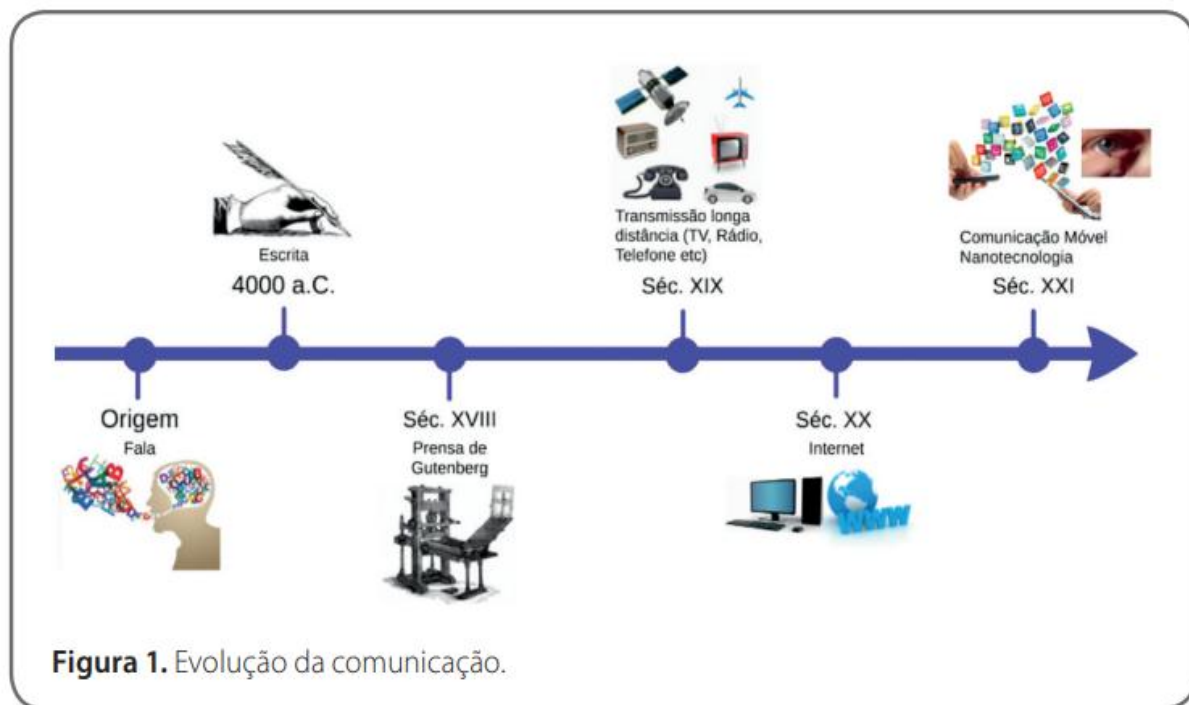 Escrita
4000 a.C.
Transmissão longa
distância (TV, Rádio,
Telefone etc)
Séc. XIX
Comunicação Móvel
Nanotecnologia
Séc. XXI
Origem
Fala
Séc. XVIII
Prensa de
Gutenberg
Séc. XX
Internet
www
Figura 1. Evolução da comunicação.